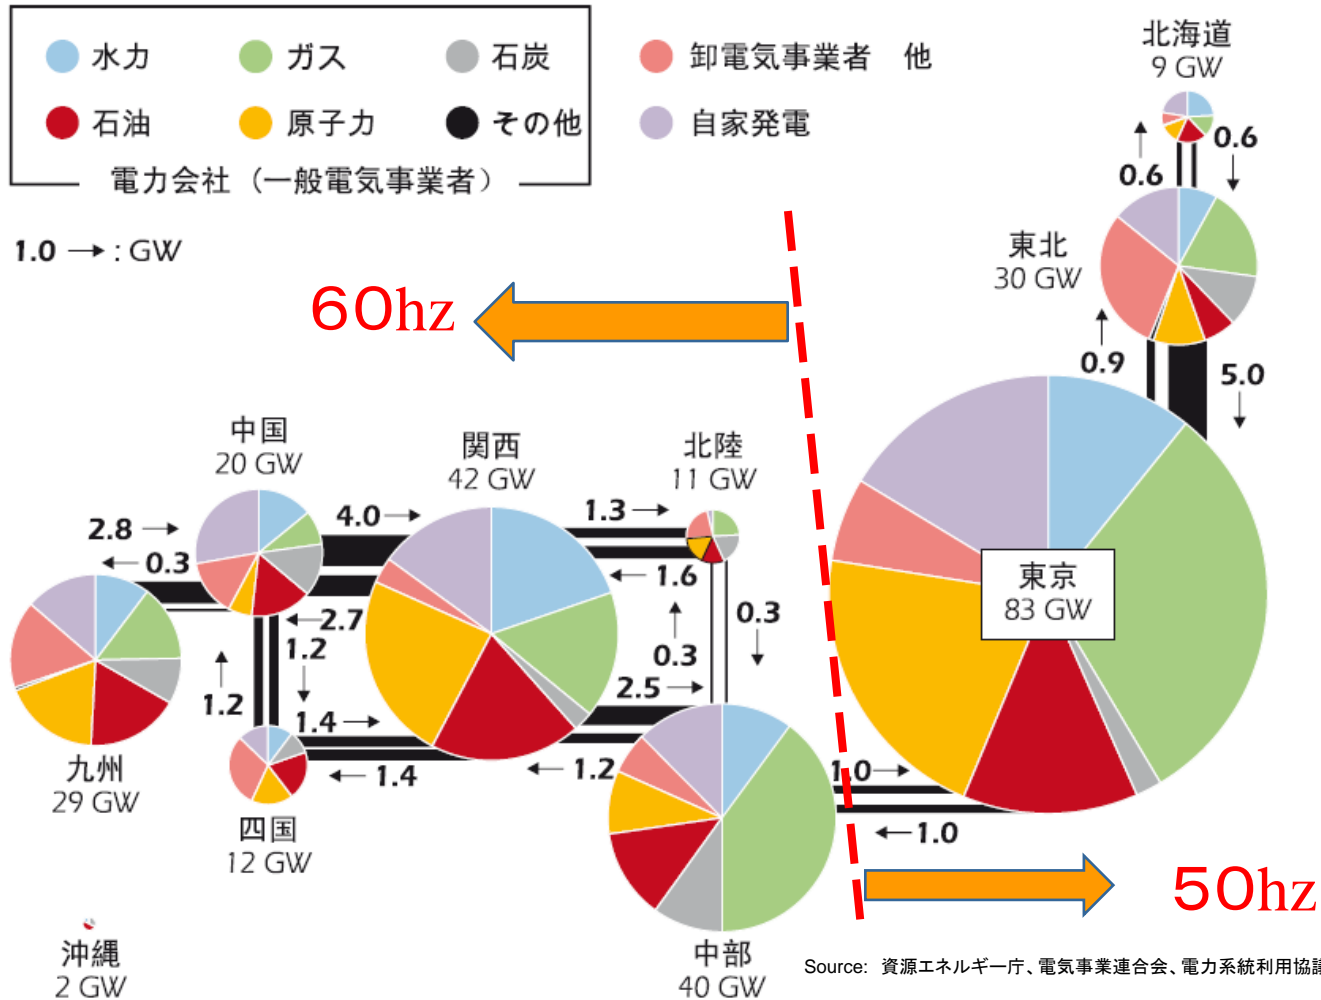 水力
ガス
石炭
卸電気事業者　他
石油
原子力
その他
自家発電
電力会社（一般電気事業者）
1.0 → : GW
北海道
9 GW
0.6
0.6
東北
30 GW
0.9
5.0
60hz
中国
20 GW
関西
42 GW
北陸
11 GW
2.8
0.3
4.0
1.3
1.6
2.7
1.2
1.2
0.3
0.3
2.5
1.4
1.4
1.2
九州
29 GW
四国
12 GW
東京
83 GW
1.0
1.0
50hz
沖縄
2 GW
中部
40 GW
Source: 資源エネルギー庁、電気事業連合会、電力系統利用協議